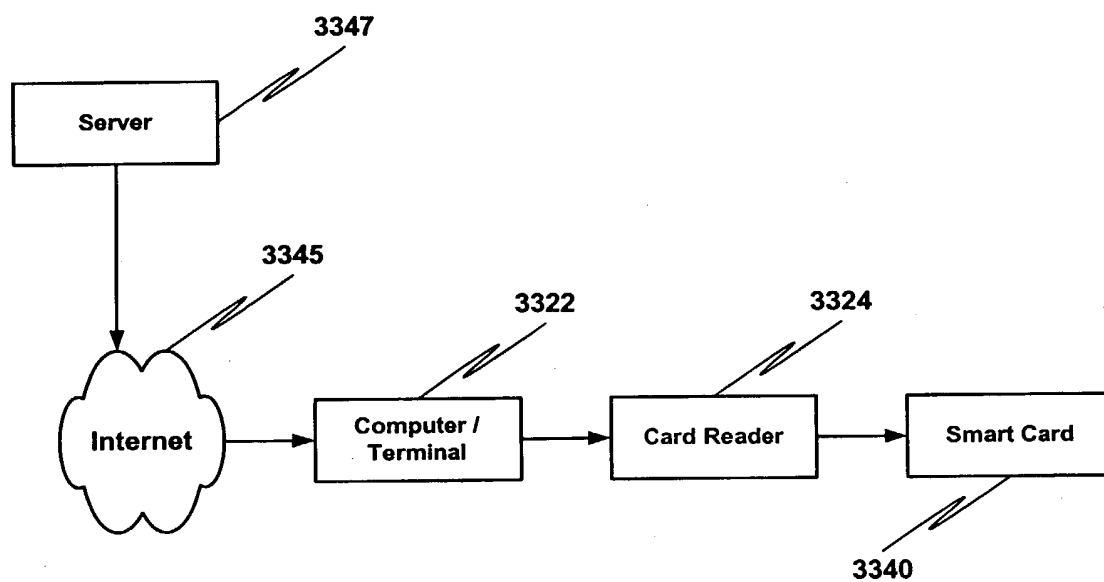 3347
Server
3345
3322
3324
Internet
Computer /
Terminal
Card Reader
Smart Card
3340